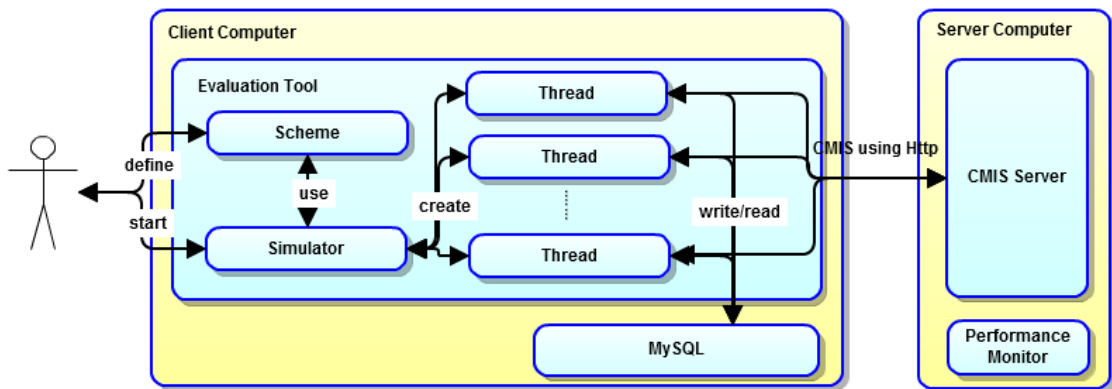 Client Computer
Server Computer
Evaluation Tool
Thread
Scheme
define
Thread
CMIS using Http
CMIS Server
use
create
write/read
start
Simulator
Thread
MySQL
Performance
Monitor